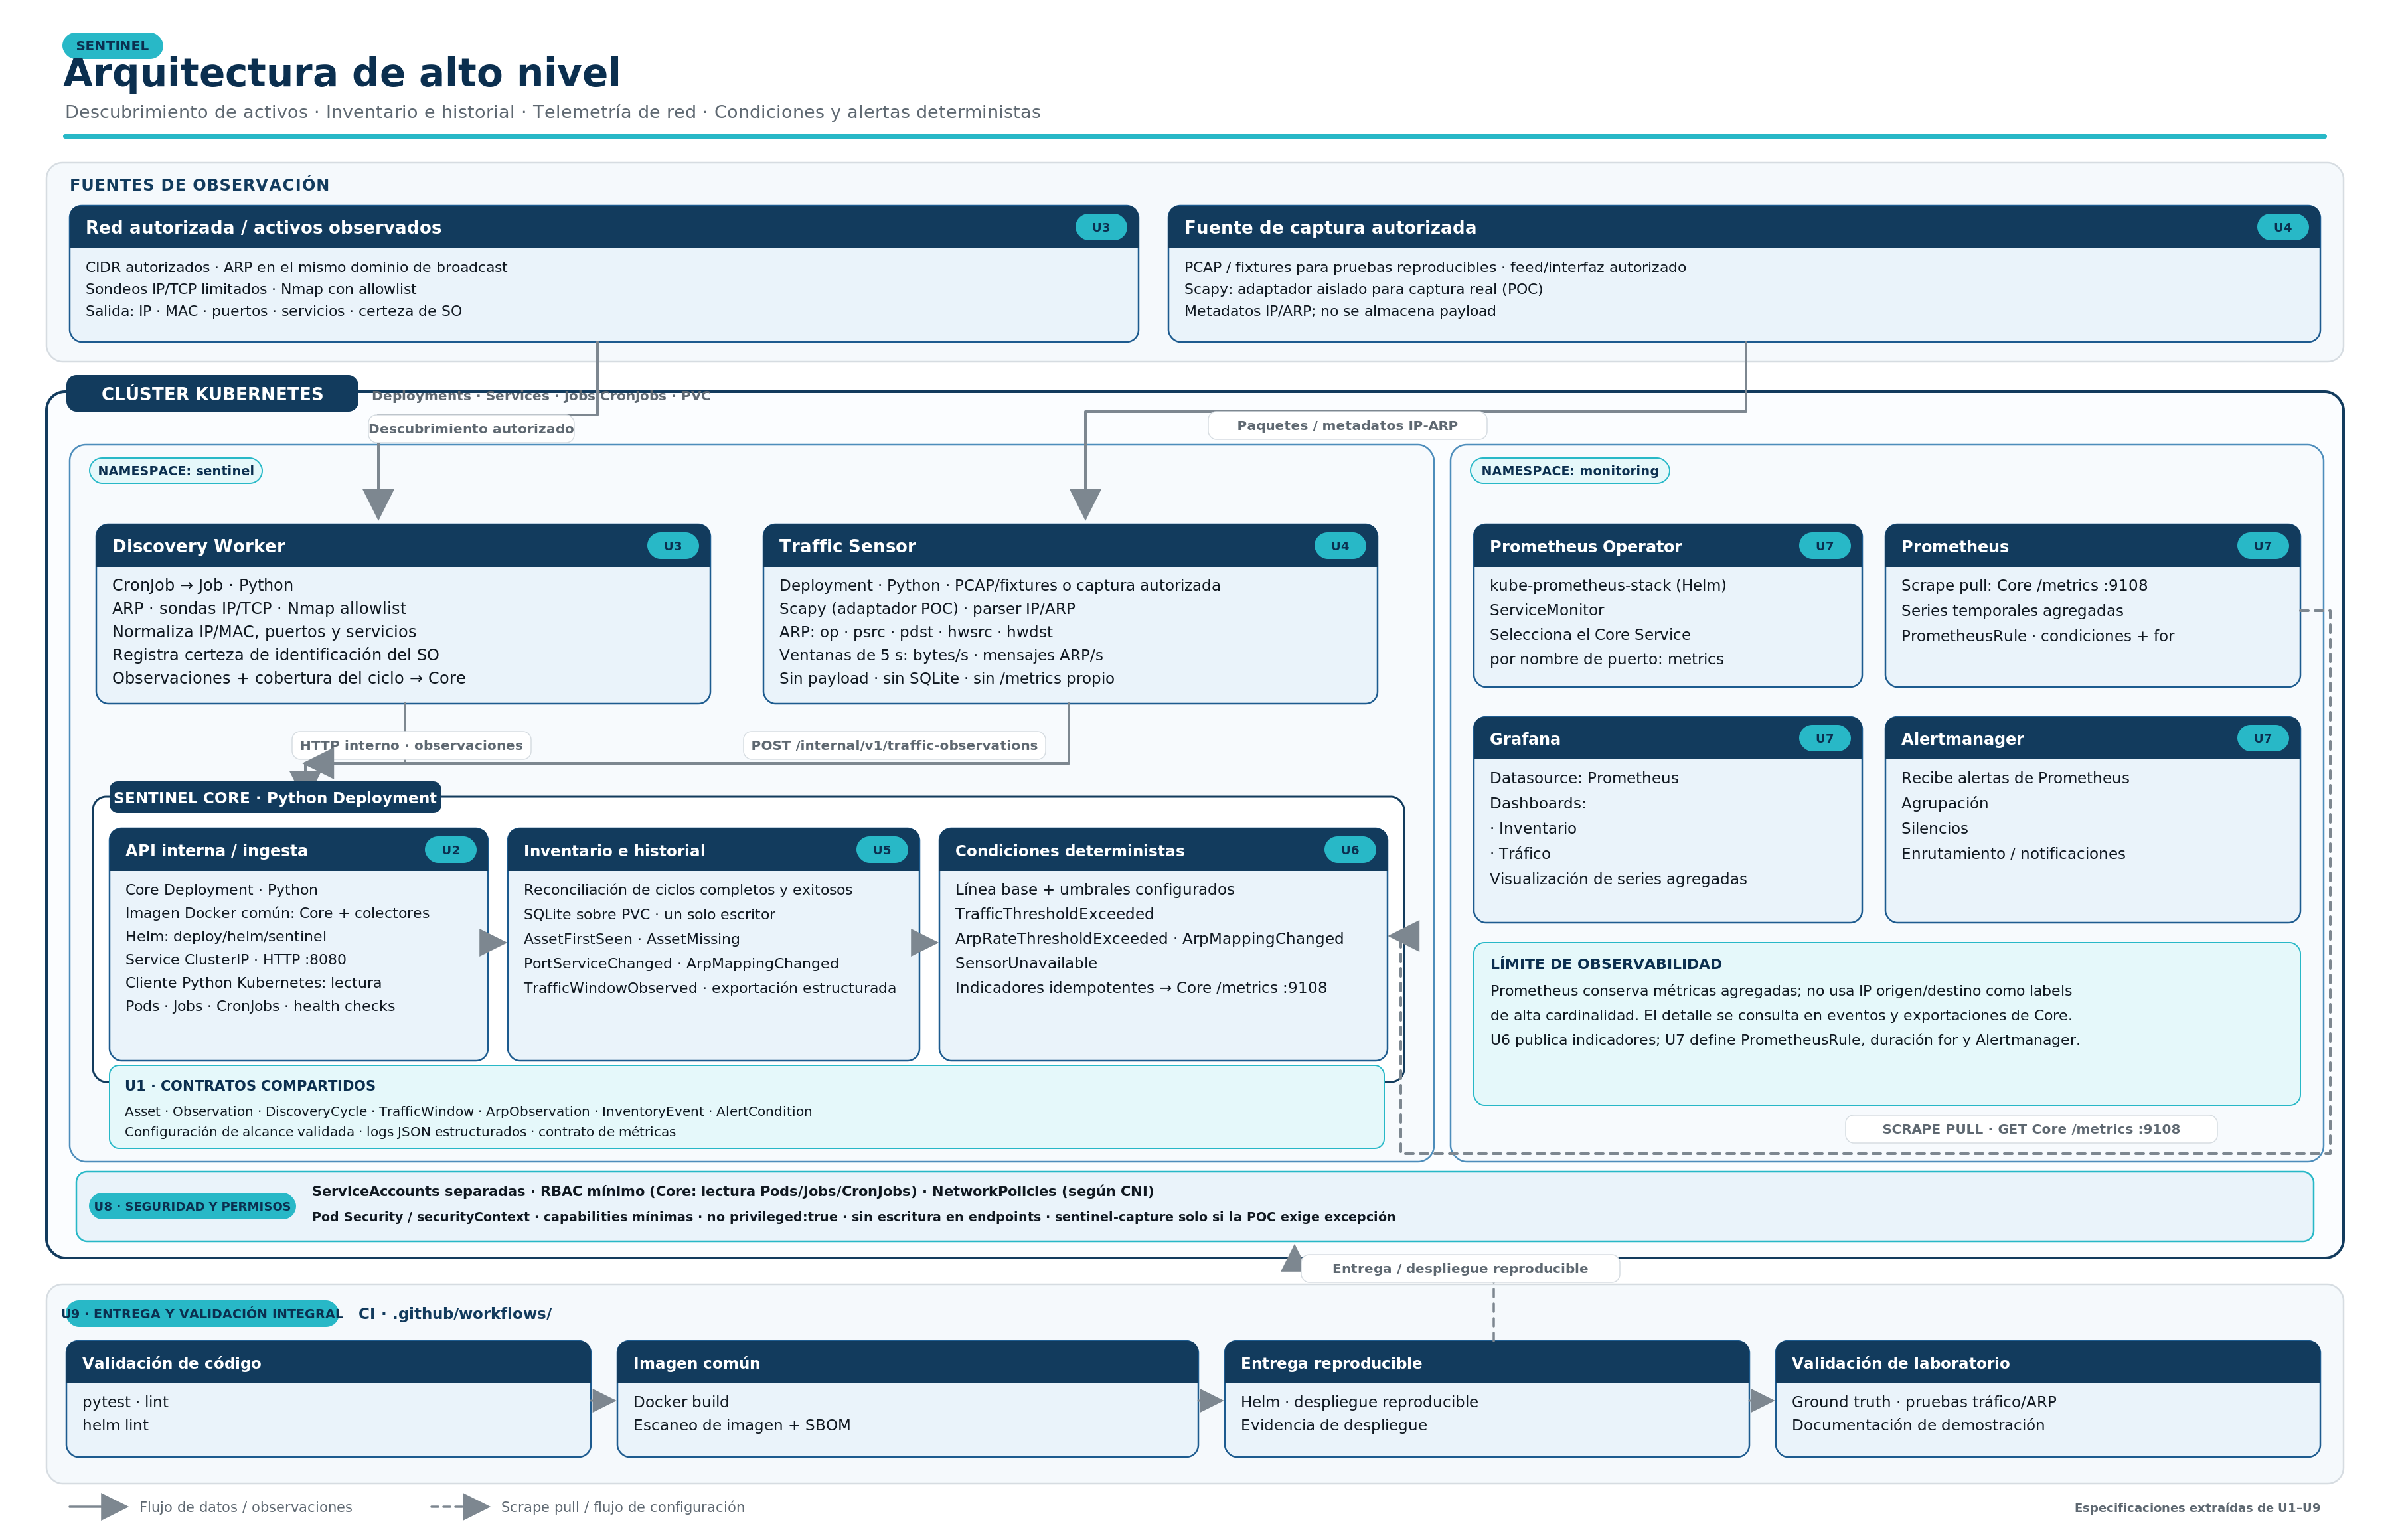 SENTINEL
Arquitectura de alto nivel
Descubrimiento de activos · Inventario e historial · Telemetría de red · Condiciones y alertas deterministas
FUENTES DE OBSERVACIÓN
Red autorizada / activos observados
U3
CIDR autorizados · ARP en el mismo dominio de broadcast
Sondeos IP/TCP limitados · Nmap con allowlist
Salida: IP · MAC · puertos · servicios · certeza de SO
Fuente de captura autorizada
U4
PCAP / fixtures para pruebas reproducibles · feed/interfaz autorizado
Scapy: adaptador aislado para captura real (POC)
Metadatos IP/ARP; no se almacena payload
CLÚSTER KUBERNETES
Deployments · Services · Jobs/CronJobs · PVC
Descubrimiento autorizado
Paquetes / metadatos IP-ARP
NAMESPACE: sentinel
Discovery Worker
U3
CronJob → Job · Python
ARP · sondas IP/TCP · Nmap allowlist
Normaliza IP/MAC, puertos y servicios
Registra certeza de identificación del SO
Observaciones + cobertura del ciclo → Core
Traffic Sensor
U4
Deployment · Python · PCAP/fixtures o captura autorizada
Scapy (adaptador POC) · parser IP/ARP
ARP: op · psrc · pdst · hwsrc · hwdst
Ventanas de 5 s: bytes/s · mensajes ARP/s
Sin payload · sin SQLite · sin /metrics propio
HTTP interno · observaciones
POST /internal/v1/traffic-observations
SENTINEL CORE · Python Deployment
API interna / ingesta
U2
Core Deployment · Python
Imagen Docker común: Core + colectores
Helm: deploy/helm/sentinel
Service ClusterIP · HTTP :8080
Cliente Python Kubernetes: lectura
Pods · Jobs · CronJobs · health checks
Inventario e historial
U5
Reconciliación de ciclos completos y exitosos
SQLite sobre PVC · un solo escritor
AssetFirstSeen · AssetMissing
PortServiceChanged · ArpMappingChanged
TrafficWindowObserved · exportación estructurada
Condiciones deterministas
U6
Línea base + umbrales configurados
TrafficThresholdExceeded
ArpRateThresholdExceeded · ArpMappingChanged
SensorUnavailable
Indicadores idempotentes → Core /metrics :9108
U1 · CONTRATOS COMPARTIDOS
Asset · Observation · DiscoveryCycle · TrafficWindow · ArpObservation · InventoryEvent · AlertCondition
Configuración de alcance validada · logs JSON estructurados · contrato de métricas
NAMESPACE: monitoring
Prometheus Operator
U7
kube-prometheus-stack (Helm)
ServiceMonitor
Selecciona el Core Service
por nombre de puerto: metrics
Prometheus
U7
Scrape pull: Core /metrics :9108
Series temporales agregadas
PrometheusRule · condiciones + for
Grafana
U7
Datasource: Prometheus
Dashboards:
· Inventario
· Tráfico
Visualización de series agregadas
Alertmanager
U7
Recibe alertas de Prometheus
Agrupación
Silencios
Enrutamiento / notificaciones
LÍMITE DE OBSERVABILIDAD
Prometheus conserva métricas agregadas; no usa IP origen/destino como labels
de alta cardinalidad. El detalle se consulta en eventos y exportaciones de Core.
U6 publica indicadores; U7 define PrometheusRule, duración for y Alertmanager.
SCRAPE PULL · GET Core /metrics :9108
U8 · SEGURIDAD Y PERMISOS
ServiceAccounts separadas · RBAC mínimo (Core: lectura Pods/Jobs/CronJobs) · NetworkPolicies (según CNI)
Pod Security / securityContext · capabilities mínimas · no privileged:true · sin escritura en endpoints · sentinel-capture solo si la POC exige excepción
Entrega / despliegue reproducible
U9 · ENTREGA Y VALIDACIÓN INTEGRAL
CI · .github/workflows/
Validación de código
pytest · lint
helm lint
Imagen común
Docker build
Escaneo de imagen + SBOM
Entrega reproducible
Helm · despliegue reproducible
Evidencia de despliegue
Validación de laboratorio
Ground truth · pruebas tráfico/ARP
Documentación de demostración
Flujo de datos / observaciones
Scrape pull / flujo de configuración
Especificaciones extraídas de U1–U9